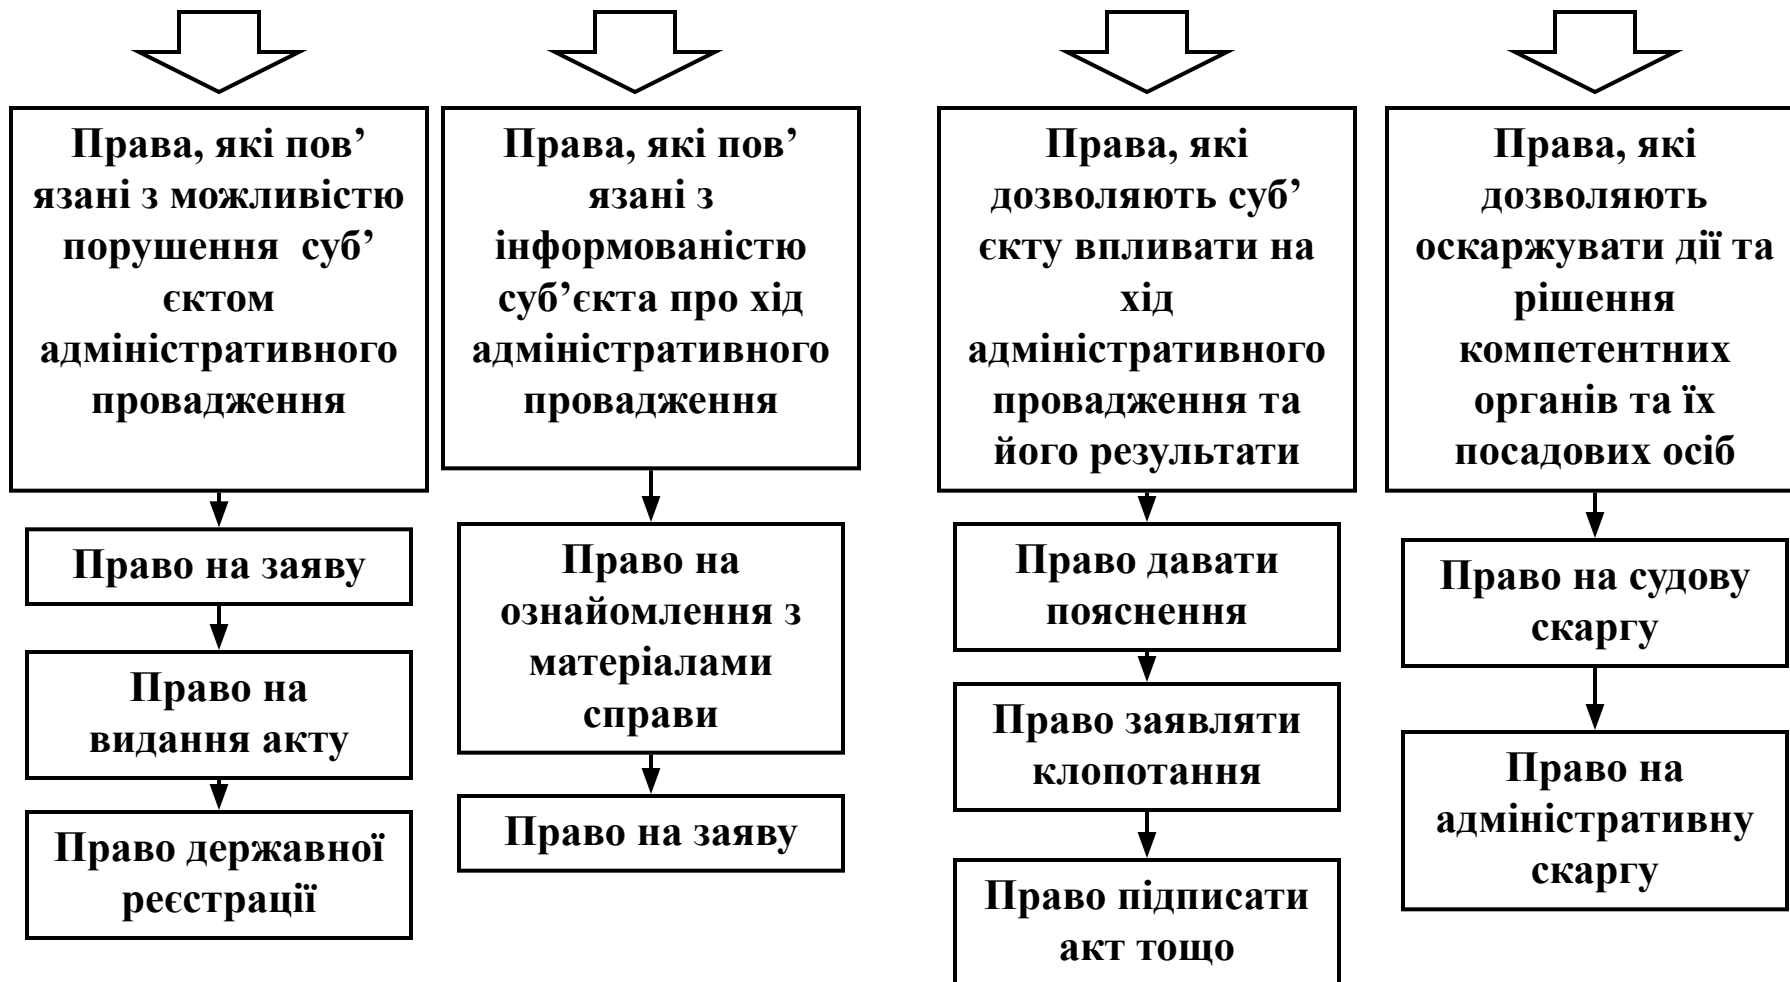 Права, які пов’
язані з можливістю
порушення суб’
єктом
адміністративного
провадження
Право на заяву
Право на
видання акту
Право державної
реєстрації
Права, які пов’
язані з
інформованістю
суб’єкта про хід
адміністративного
провадження
Право на
ознайомлення з
матеріалами
справи
Право на заяву
Права, які
дозволяють суб’
єкту впливати на
хід
адміністративного
провадження та
його результати
Право давати
пояснення
Право заявляти
клопотання
Право підписати
акт тощо
Права, які
дозволяють
оскаржувати дії та
рішення
компетентних
органів та їх
посадових осіб
Право на судову
скаргу
Право на
адміністративну
скаргу